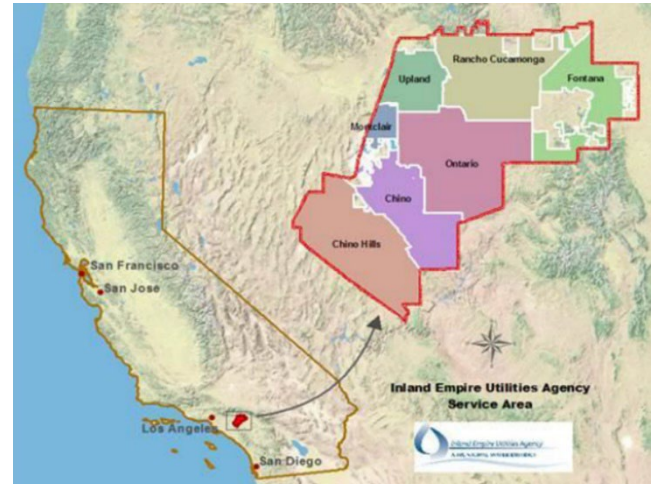 Rancho Cucamonga
Upland
Fontana
Montclair
Ontario
Chino
Chino Hills
San Francisco
San Jose
Los Angeles
San Diego
Inland Empire Utilities Agency
Service Area
Inland Empire Utilities Agency